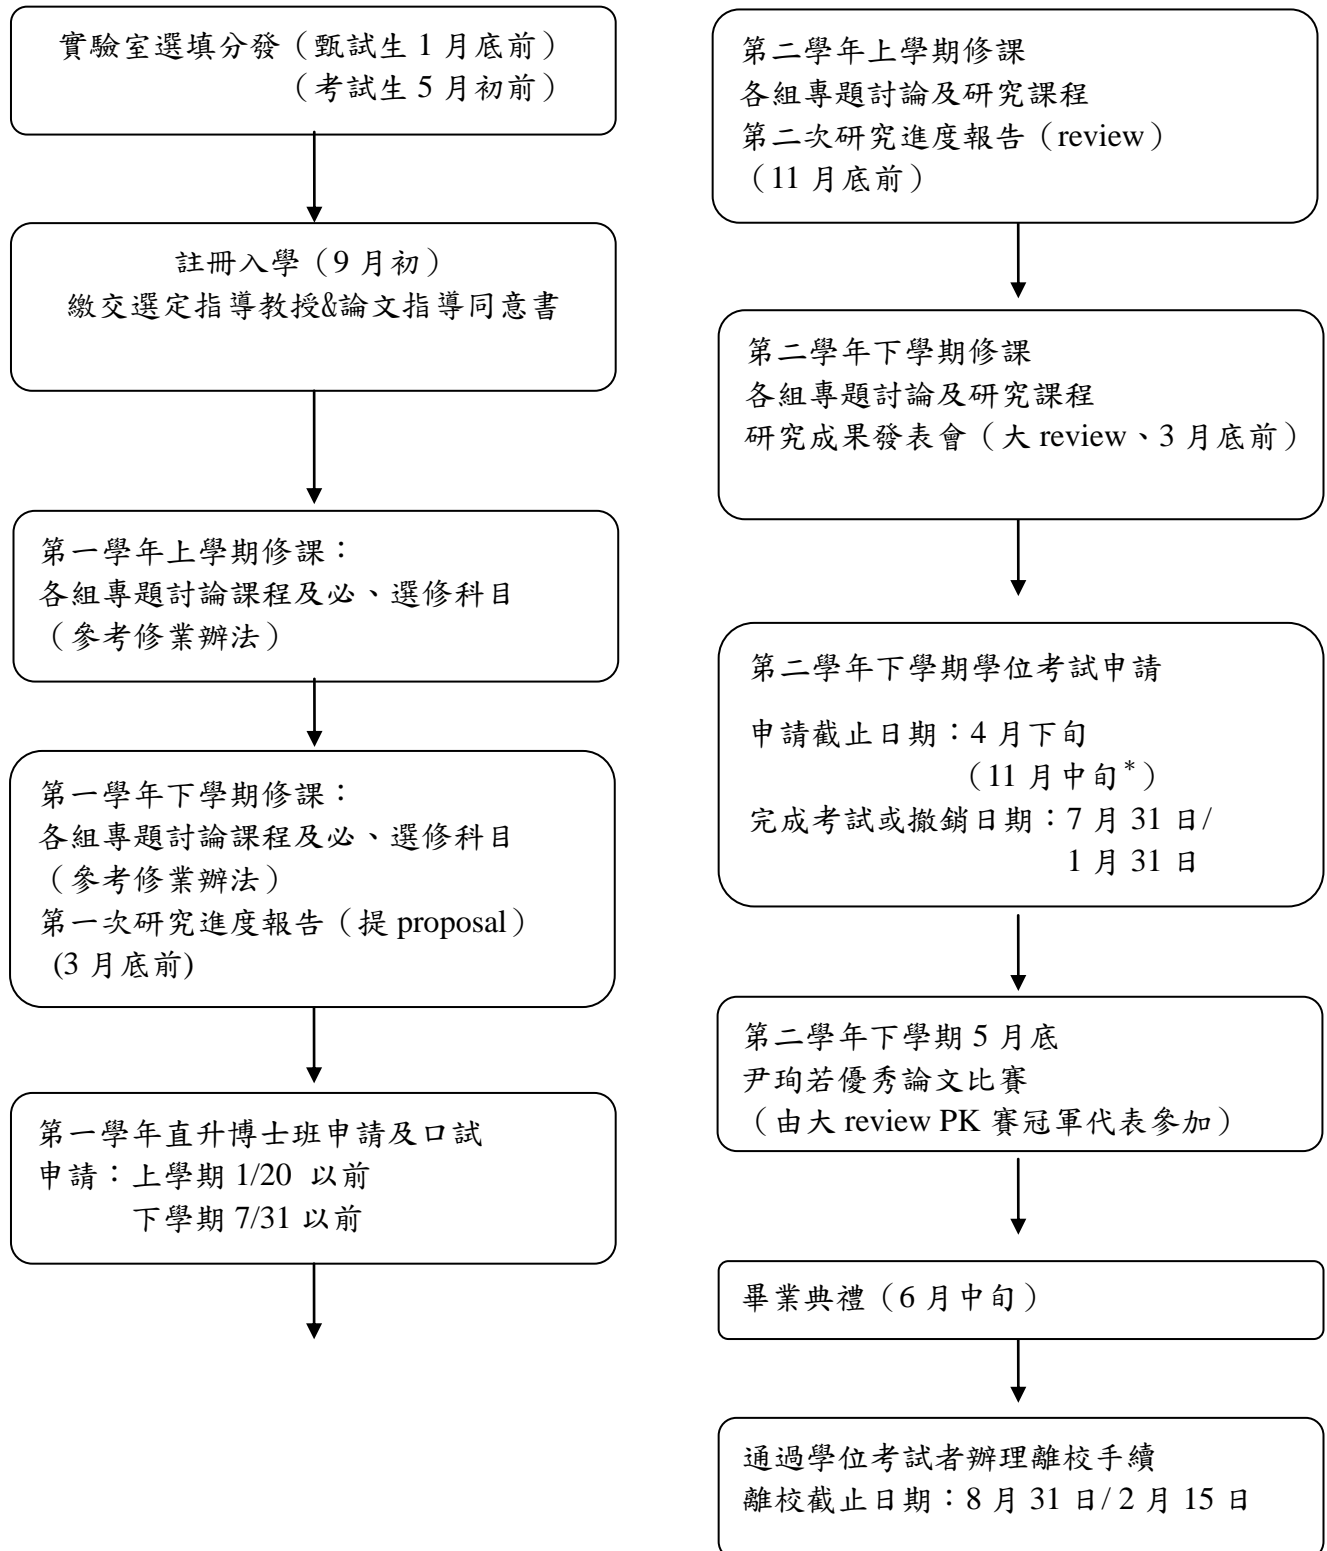 實驗室選填分發（甄試生 1 月底前）
（考試生 5 月初前）
註冊入學（9 月初）
繳交選定指導教授&論文指導同意書
第一學年上學期修課：
各組專題討論課程及必、選修科目
（參考修業辦法）
第一學年下學期修課：
各組專題討論課程及必、選修科目
（參考修業辦法）
第一次研究進度報告（提 proposal）
(3 月底前)
第一學年直升博士班申請及口試
申請：上學期 1/20 以前
下學期 7/31 以前
第二學年上學期修課
各組專題討論及研究課程
第二次研究進度報告（review）
（11 月底前）
第二學年下學期修課
各組專題討論及研究課程
研究成果發表會（大 review、3 月底前）
第二學年下學期學位考試申請
申請截止日期：4 月下旬
（11 月中旬*）
完成考試或撤銷日期：7 月 31 日/
1 月 31 日
第二學年下學期 5 月底
尹珣若優秀論文比賽
（由大 review PK 賽冠軍代表參加）
畢業典禮（6 月中旬）
通過學位考試者辦理離校手續
離校截止日期：8 月 31 日/ 2 月 15 日